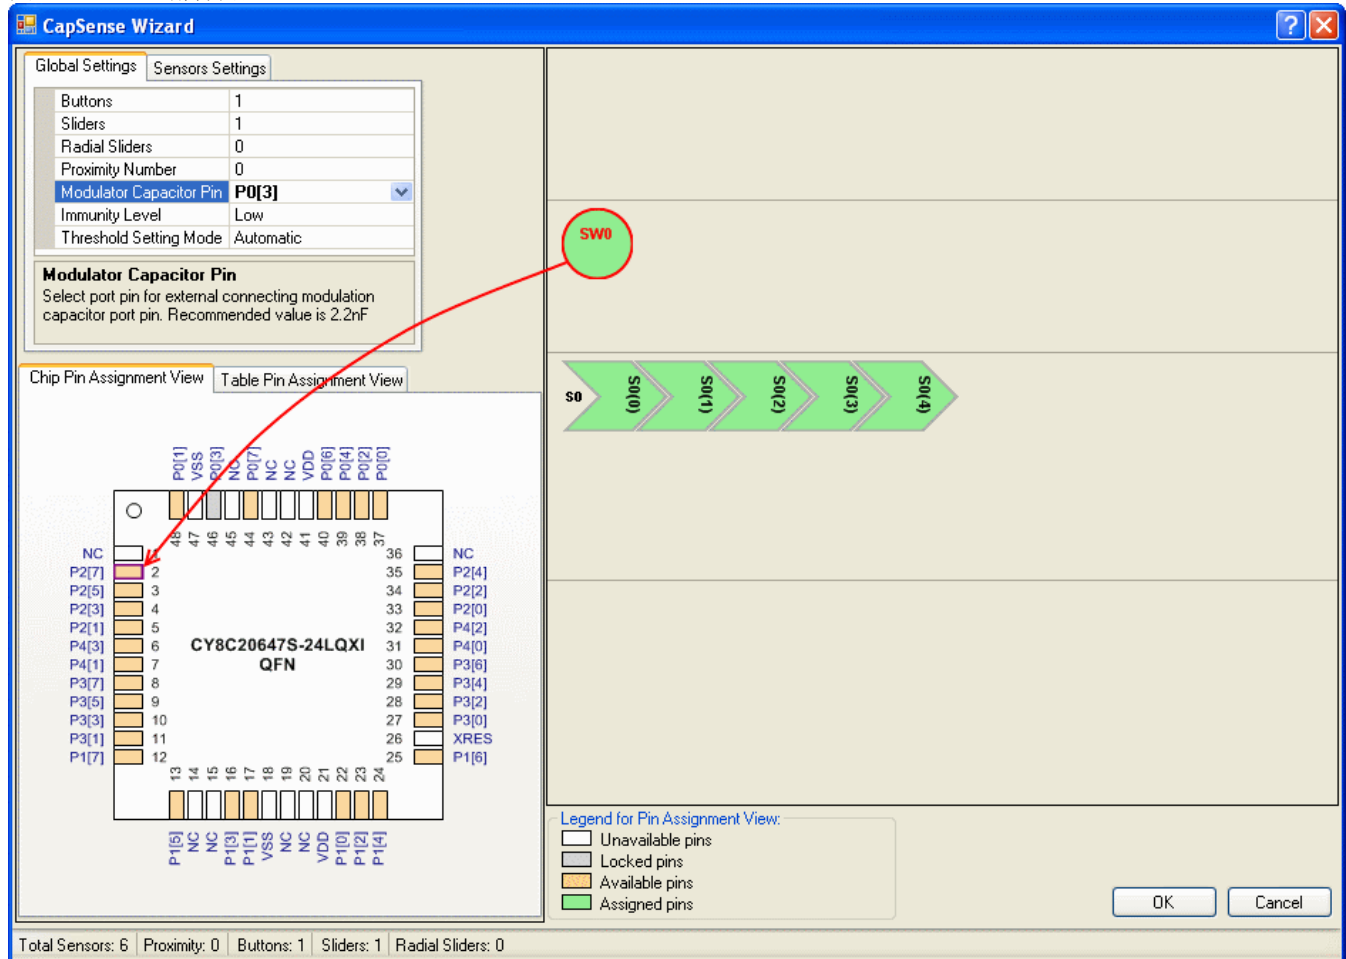 CapSense Wizard
Global Settings Sensors Settings
Buttons 1
Sliders 1
Radial Sliders 0
Proximity Number 0
Modulator Capacitor Pin P0[3]
Immunity Level Low
Threshold Setting Mode Automatic
Modulator Capacitor Pin
Select port pin for external connecting modulation
capacitor port pin. Recommended value is 2.2nF
SW0
S0 S0(0) S0(1) S0(2) S0(3) S0(4)
Chip Pin Assignment View Table Pin Assignment View
P0[1] VSS P0[3] NC P0[7] NC NC VDD P0[6] P0[4] P0[2] P0[0]
48 47 46 45 44 43 42 41 40 39 38 37
NC 1 36 NC
P2[7] 2 35 P2[4]
P2[5] 3 34 P2[2]
P2[3] 4 33 P2[0]
P2[1] 5 32 P4[2]
P4[3] 6 CY8C20647S-24LQXI 31 P4[0]
P4[1] 7 QFN 30 P3[6]
P3[7] 8 29 P3[4]
P3[5] 9 28 P3[2]
P3[3] 10 27 P3[0]
P3[1] 11 26 XRES
P1[7] 12 25 P1[6]
13 14 15 16 17 18 19 20 21 22 23 24
P1[5] NC NC P1[3] P1[1] VSS NC NC VDD P1[0] P1[2] P1[4]
Legend for Pin Assignment View:
Unavailable pins
Locked pins
Available pins
Assigned pins
OK Cancel
Total Sensors: 6 Proximity: 0 Buttons: 1 Sliders: 1 Radial Sliders: 0